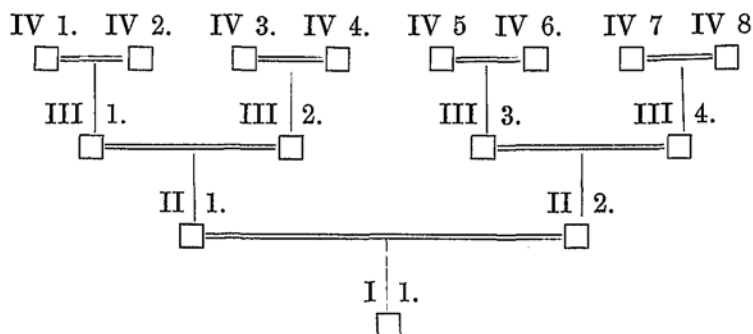 IV 1. IV 2. IV 3. IV 4. IV 5 IV 6. IV 7 IV 8
III 1. III 2. III 3. III 4.
II 1. II 2.
I 1.